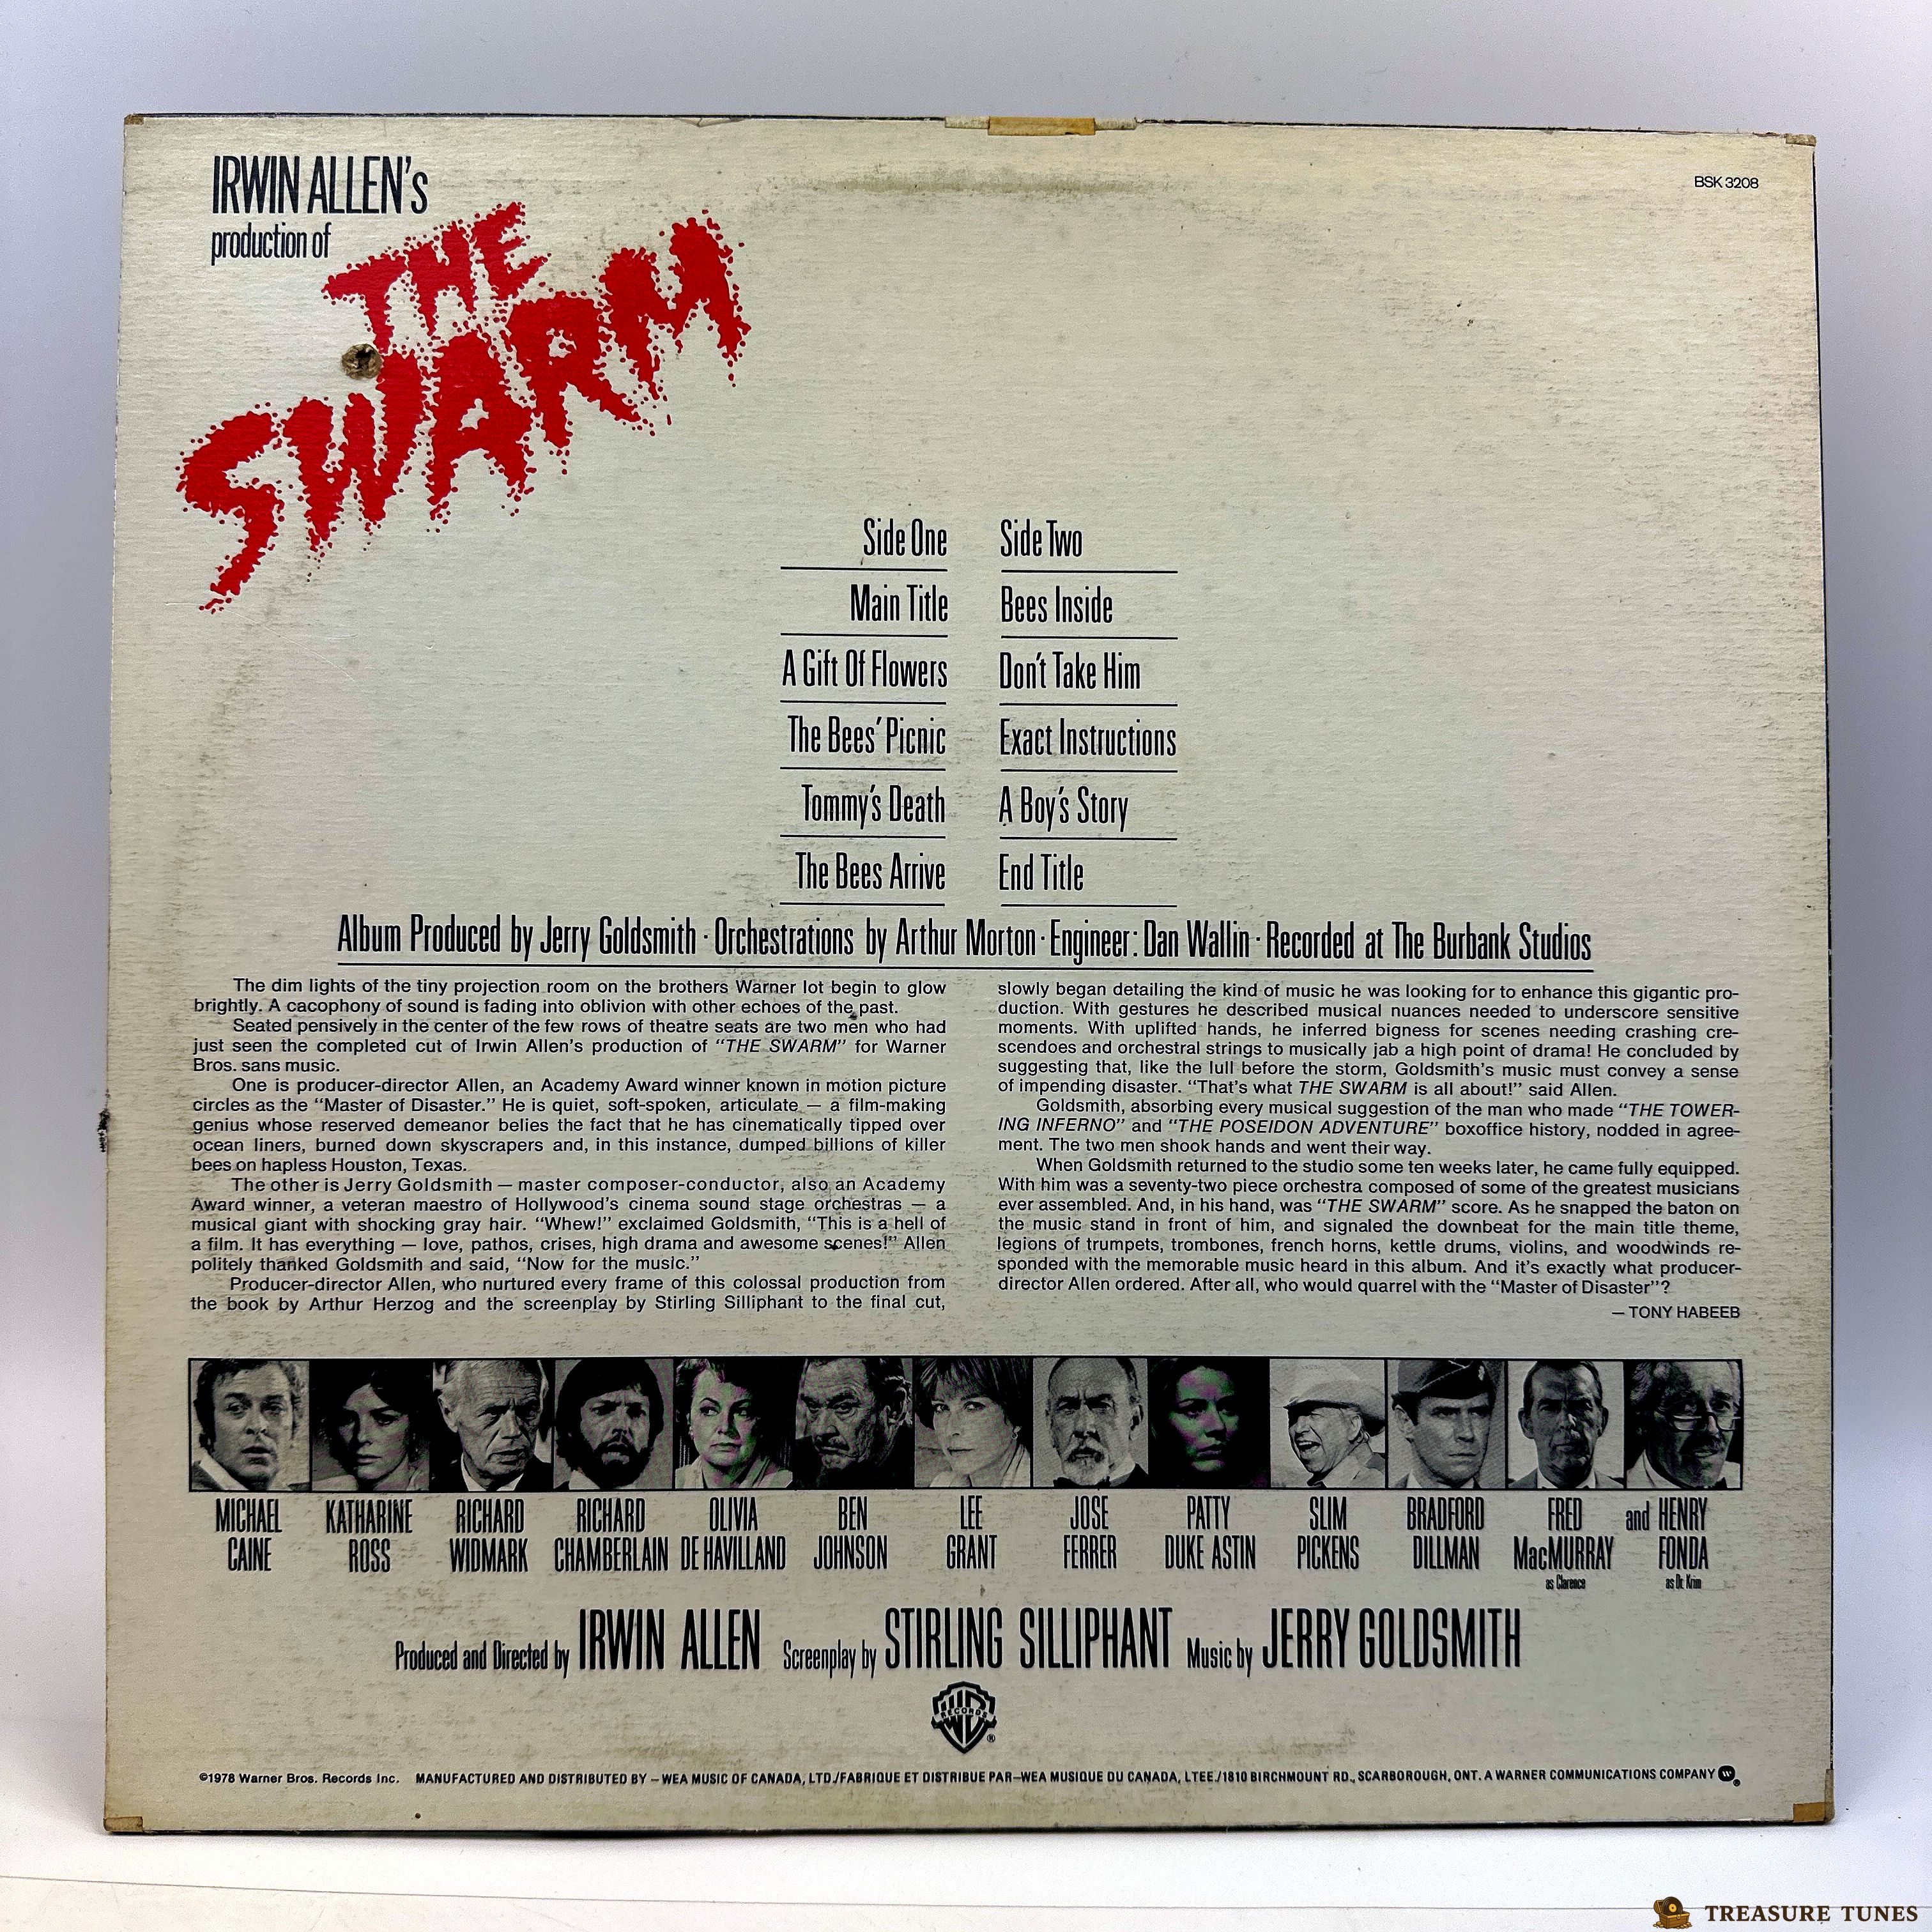 IRWIN ALLEN's
production of
THE
SWARM
BSK 3208
Side One
Main Title
A Gift Of Flowers
The Bees' Picnic
Tommy's Death
The Bees Arrive
Side Two
Bees Inside
Don't Take Him
Exact Instructions
A Boy's Story
End Title
Album Produced by Jerry Goldsmith · Orchestrations by Arthur Morton · Engineer: Dan Wallin · Recorded at The Burbank Studios
The dim lights of the tiny projection room on the brothers Warner lot begin to glow
brightly. A cacophony of sound is fading into oblivion with other echoes of the past.
Seated pensively in the center of the few rows of theatre seats are two men who had
just seen the completed cut of Irwin Allen's production of "THE SWARM" for Warner
Bros. sans music.
One is producer-director Allen, an Academy Award winner known in motion picture
circles as the "Master of Disaster." He is quiet, soft-spoken, articulate — a film-making
genius whose reserved demeanor belies the fact that he has cinematically tipped over
ocean liners, burned down skyscrapers and, in this instance, dumped billions of killer
bees on hapless Houston, Texas.
The other is Jerry Goldsmith — master composer-conductor, also an Academy
Award winner, a veteran maestro of Hollywood's cinema sound stage orchestras — a
musical giant with shocking gray hair. "Whew!" exclaimed Goldsmith, "This is a hell of
a film. It has everything — love, pathos, crises, high drama and awesome scenes!" Allen
politely thanked Goldsmith and said, "Now for the music."
Producer-director Allen, who nurtured every frame of this colossal production from
the book by Arthur Herzog and the screenplay by Stirling Silliphant to the final cut,
slowly began detailing the kind of music he was looking for to enhance this gigantic pro-
duction. With gestures he described musical nuances needed to underscore sensitive
moments. With uplifted hands, he inferred bigness for scenes needing crashing cre-
scendoes and orchestral strings to musically jab a high point of drama! He concluded by
suggesting that, like the lull before the storm, Goldsmith's music must convey a sense
of impending disaster. "That's what THE SWARM is all about!" said Allen.
Goldsmith, absorbing every musical suggestion of the man who made "THE TOWER-
ING INFERNO" and "THE POSEIDON ADVENTURE" boxoffice history, nodded in agree-
ment. The two men shook hands and went their way.
When Goldsmith returned to the studio some ten weeks later, he came fully equipped.
With him was a seventy-two piece orchestra composed of some of the greatest musicians
ever assembled. And, in his hand, was "THE SWARM" score. As he snapped the baton on
the music stand in front of him, and signaled the downbeat for the main title theme,
legions of trumpets, trombones, french horns, kettle drums, violins, and woodwinds re-
sponded with the memorable music heard in this album. And it's exactly what producer-
director Allen ordered. After all, who would quarrel with the "Master of Disaster"?
— TONY HABEEB
MICHAEL
CAINE
KATHARINE
ROSS
RICHARD
WIDMARK
RICHARD
CHAMBERLAIN
OLIVIA
DE HAVILLAND
BEN
JOHNSON
LEE
GRANT
JOSE
FERRER
PATTY
DUKE ASTIN
SLIM
PICKENS
BRADFORD
DILLMAN
FRED
MacMURRAY
as Clarence
and HENRY
FONDA
as Dr. Krim
Produced and Directed by IRWIN ALLEN Screenplay by STIRLING SILLIPHANT Music by JERRY GOLDSMITH
RECORDS
®
©1978 Warner Bros. Records Inc. MANUFACTURED AND DISTRIBUTED BY – WEA MUSIC OF CANADA, LTD./FABRIQUE ET DISTRIBUE PAR–WEA MUSIQUE DU CANADA, LTEE./1810 BIRCHMOUNT RD., SCARBOROUGH, ONT. A WARNER COMMUNICATIONS COMPANY ®
TREASURE TUNES